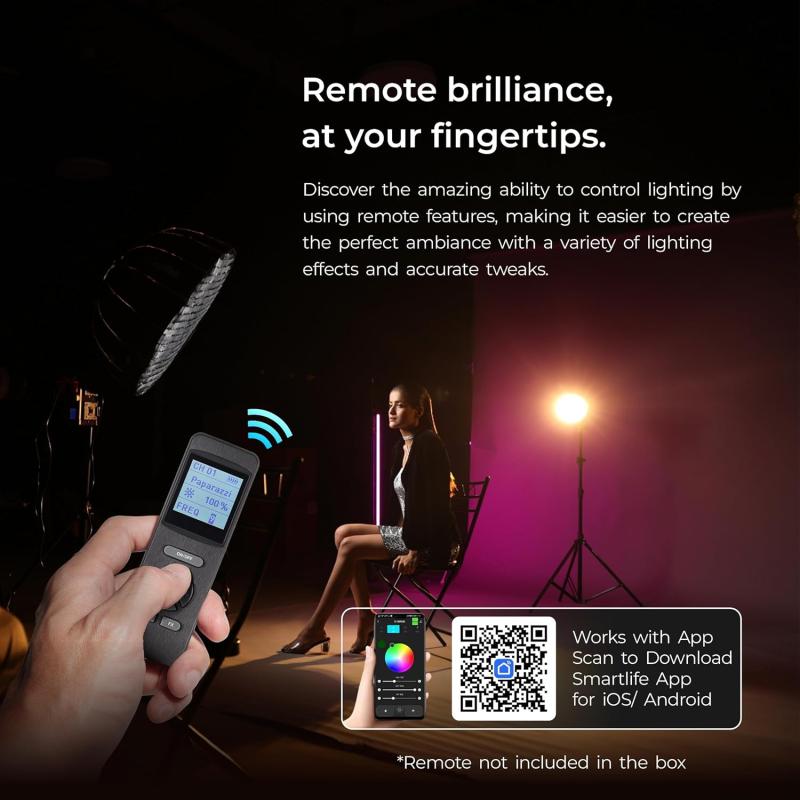 Remote brilliance,
at your fingertips.
Discover the amazing ability to control lighting by
using remote features, making it easier to create
the perfect ambiance with a variety of lighting
effects and accurate tweaks.
CH 01
Paparazzi
100%
FREQ
ON/OFF
FX
Works with App
Scan to Download
Smartlife App
for iOS/ Android
*Remote not included in the box